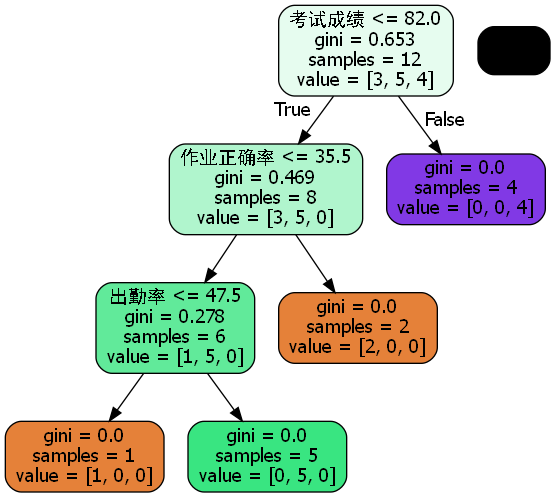 考试成绩 <= 82.0
gini = 0.653
samples = 12
value = [3, 5, 4]
True
False
作业正确率 <= 35.5
gini = 0.469
samples = 8
value = [3, 5, 0]
gini = 0.0
samples = 4
value = [0, 0, 4]
出勤率 <= 47.5
gini = 0.278
samples = 6
value = [1, 5, 0]
gini = 0.0
samples = 2
value = [2, 0, 0]
gini = 0.0
samples = 1
value = [1, 0, 0]
gini = 0.0
samples = 5
value = [0, 5, 0]